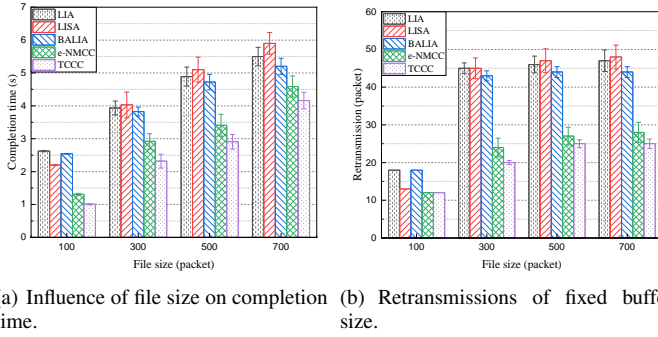 7
6
5
4
3
2
1
0
Completion time (s)
LIA
LISA
BALIA
e-NMCC
TCCC
100 300 500 700
File size (packet)
60
50
40
30
20
10
0
Retransmission (packet)
LIA
LISA
BALIA
e-NMCC
TCCC
100 300 500 700
File size (packet)
a) Influence of file size on completion
time.
(b) Retransmissions of fixed buffe
size.